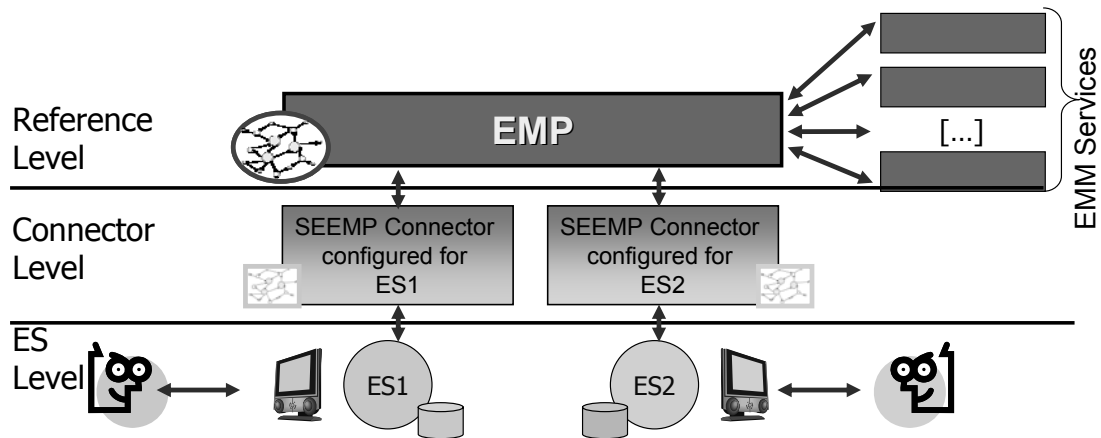 Reference
Level
EMP
[...]
EMM Services
Connector
Level
SEEMP Connector
configured for
ES1
SEEMP Connector
configured for
ES2
ES
Level
ES1
ES2